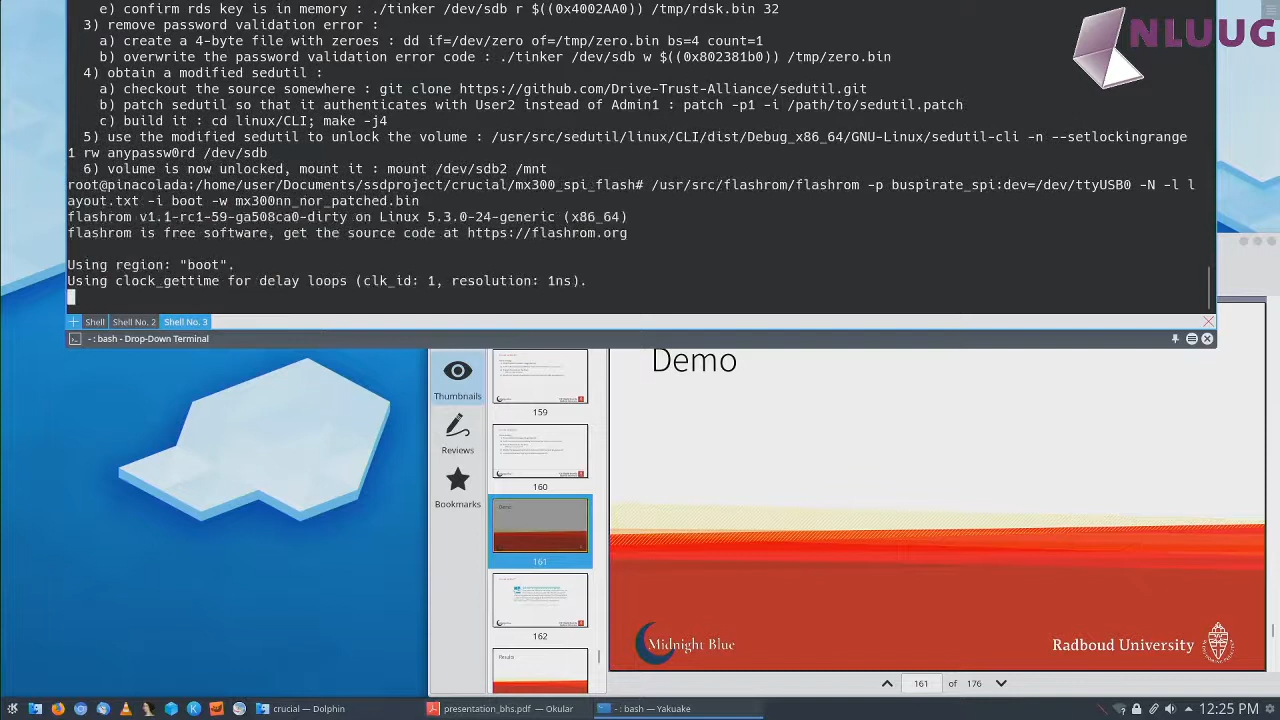 e) confirm rds key is in memory : ./tinker /dev/sdb r $((0x4002AA0)) /tmp/rdsk.bin 32
3) remove password validation error :
a) create a 4-byte file with zeroes : dd if=/dev/zero of=/tmp/zero.bin bs=4 count=1
b) overwrite the password validation error code : ./tinker /dev/sdb w $((0x802381b0)) /tmp/zero.bin
4) obtain a modified sedutil :
a) checkout the source somewhere : git clone https://github.com/Drive-Trust-Alliance/sedutil.git
b) patch sedutil so that it authenticates with User2 instead of Admin1 : patch -p1 -i /path/to/sedutil.patch
c) build it : cd linux/CLI; make -j4
5) use the modified sedutil to unlock the volume : /usr/src/sedutil/linux/CLI/dist/Debug_x86_64/GNU-Linux/sedutil-cli -n --setlockingrange
1 rw anypassw0rd /dev/sdb
6) volume is now unlocked, mount it : mount /dev/sdb2 /mnt
root@pinacolada:/home/user/Documents/ssdproject/crucial/mx300_spi_flash# /usr/src/flashrom/flashrom -p buspirate_spi:dev=/dev/ttyUSB0 -N -l l
ayout.txt -i boot -w mx300nn_nor_patched.bin
flashrom v1.1-rc1-59-ga508ca0-dirty on Linux 5.3.0-24-generic (x86_64)
flashrom is free software, get the source code at https://flashrom.org
Using region: "boot".
Using clock_gettime for delay loops (clk_id: 1, resolution: 1ns).
NLUUG
Shell
Shell No. 2
Shell No. 3
- : bash - Drop-Down Terminal
Thumbnails
Reviews
Bookmarks
159
160
Demo
161
162
Results
Demo
Midnight Blue
Radboud University
161 of 176
crucial — Dolphin
presentation_bhs.pdf — Okular
- : bash — Yakuake
12:25 PM